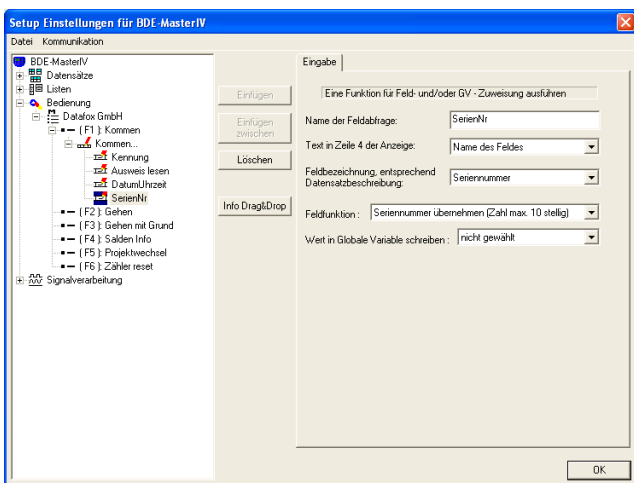 Setup Einstellungen für BDE-MasterIV
Datei Kommunikation
BDE-MasterIV
Datensätze
Listen
Bedienung
Datafox GmbH
(F1 ): Kommen
Kommen...
Kennung
Ausweis lesen
DatumUhrzeit
SerienNr
(F2 ): Gehen
(F3 ): Gehen mit Grund
(F4 ): Salden Info
(F5 ): Projektwechsel
(F6 ): Zähler reset
Signalverarbeitung
Einfügen
Einfügen
zwischen
Löschen
Info Drag&Drop
Eingabe
Eine Funktion für Feld- und/oder GV - Zuweisung ausführen
Name der Feldabfrage: SerienNr
Text in Zeile 4 der Anzeige: Name des Feldes
Feldbezeichnung, entsprechend
Datensatzbeschreibung: Seriennummer
Feldfunktion : Seriennummer übernehmen (Zahl max. 10 stellig)
Wert in Globale Variable schreiben : nicht gewählt
OK